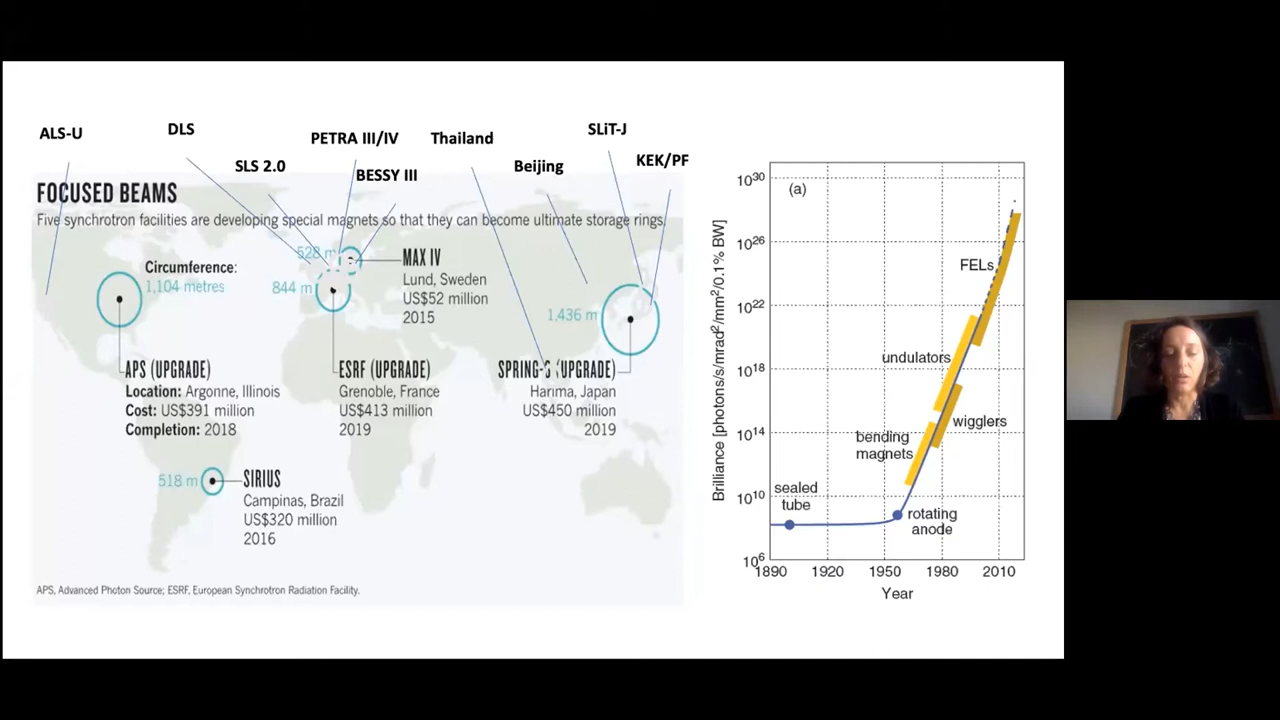 ALS-U
DLS
SLS 2.0
PETRA III/IV
BESSY III
Thailand
Beijing
SLiT-J
KEK/PF
FOCUSED BEAMS
Five synchrotron facilities are developing special magnets so that they can become ultimate storage rings.
Circumference:
1,104 metres
APS (UPGRADE)
Location: Argonne, Illinois
Cost: US$391 million
Completion: 2018
528 m
MAX IV
Lund, Sweden
US$52 million
2015
844 m
ESRF (UPGRADE)
Grenoble, France
US$413 million
2019
1,436 m
SPRING-8 (UPGRADE)
Harima, Japan
US$450 million
2019
518 m
SIRIUS
Campinas, Brazil
US$320 million
2016
APS, Advanced Photon Source; ESRF, European Synchrotron Radiation Facility.
(a)
Brilliance [photons/s/mrad²/mm²/0.1% BW]
10³⁰
10²⁶
10²²
10¹⁸
10¹⁴
10¹⁰
10⁶
FELs
undulators
wigglers
bending
magnets
sealed
tube
rotating
anode
1890 1920 1950 1980 2010
Year